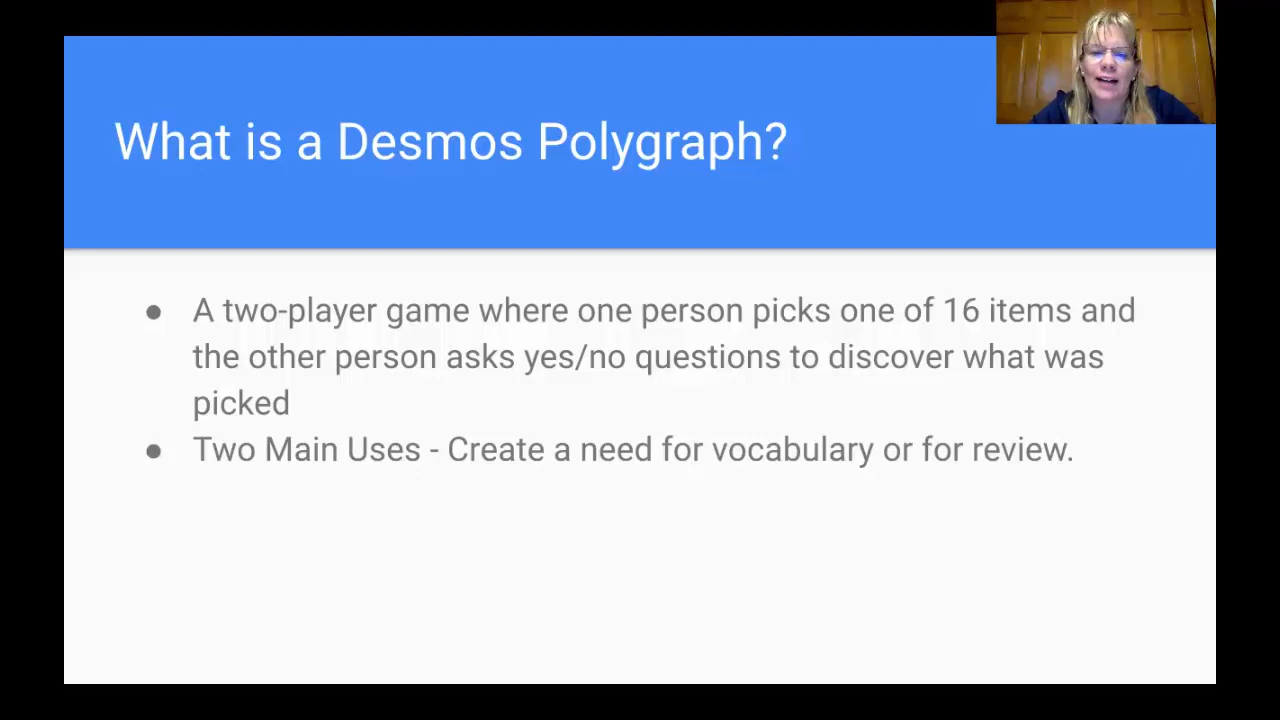 What is a Desmos Polygraph?
● A two-player game where one person picks one of 16 items and
the other person asks yes/no questions to discover what was
picked
● Two Main Uses - Create a need for vocabulary or for review.